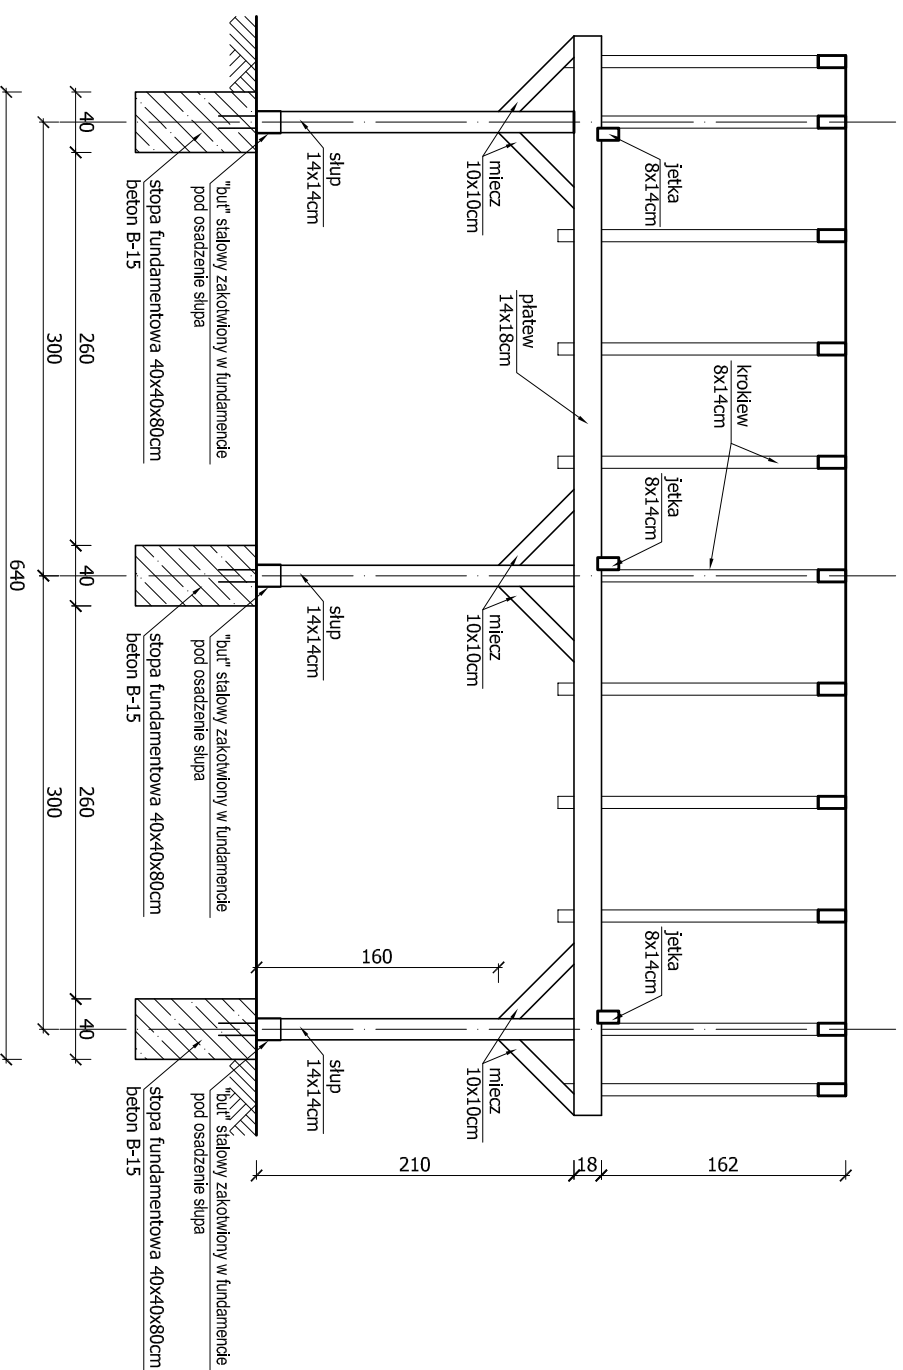 krokiew
8x14cm
162
jetka
8x14cm
jetka
8x14cm
jetka
8x14cm
18
płatew
14x18cm
miecz
10x10cm
miecz
10x10cm
miecz
10x10cm
210
160
słup
14x14cm
słup
14x14cm
słup
14x14cm
"but" stalowy zakotwiony w fundamencie
pod osadzenie słupa
"but" stalowy zakotwiony w fundamencie
pod osadzenie słupa
"but" stalowy zakotwiony w fundamencie
pod osadzenie słupa
stopa fundamentowa 40x40x80cm
beton B-15
stopa fundamentowa 40x40x80cm
beton B-15
stopa fundamentowa 40x40x80cm
beton B-15
40
260
40
260
40
300
300
640